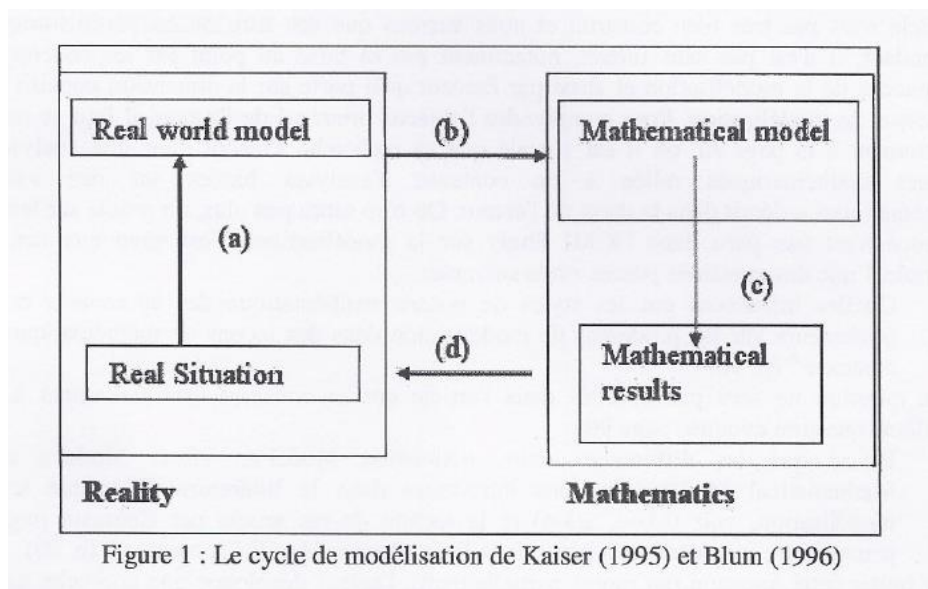 Real world model
(b)
Mathematical model
(a)
(c)
Real Situation
(d)
Mathematical
results
Reality
Mathematics
Figure 1 : Le cycle de modélisation de Kaiser (1995) et Blum (1996)